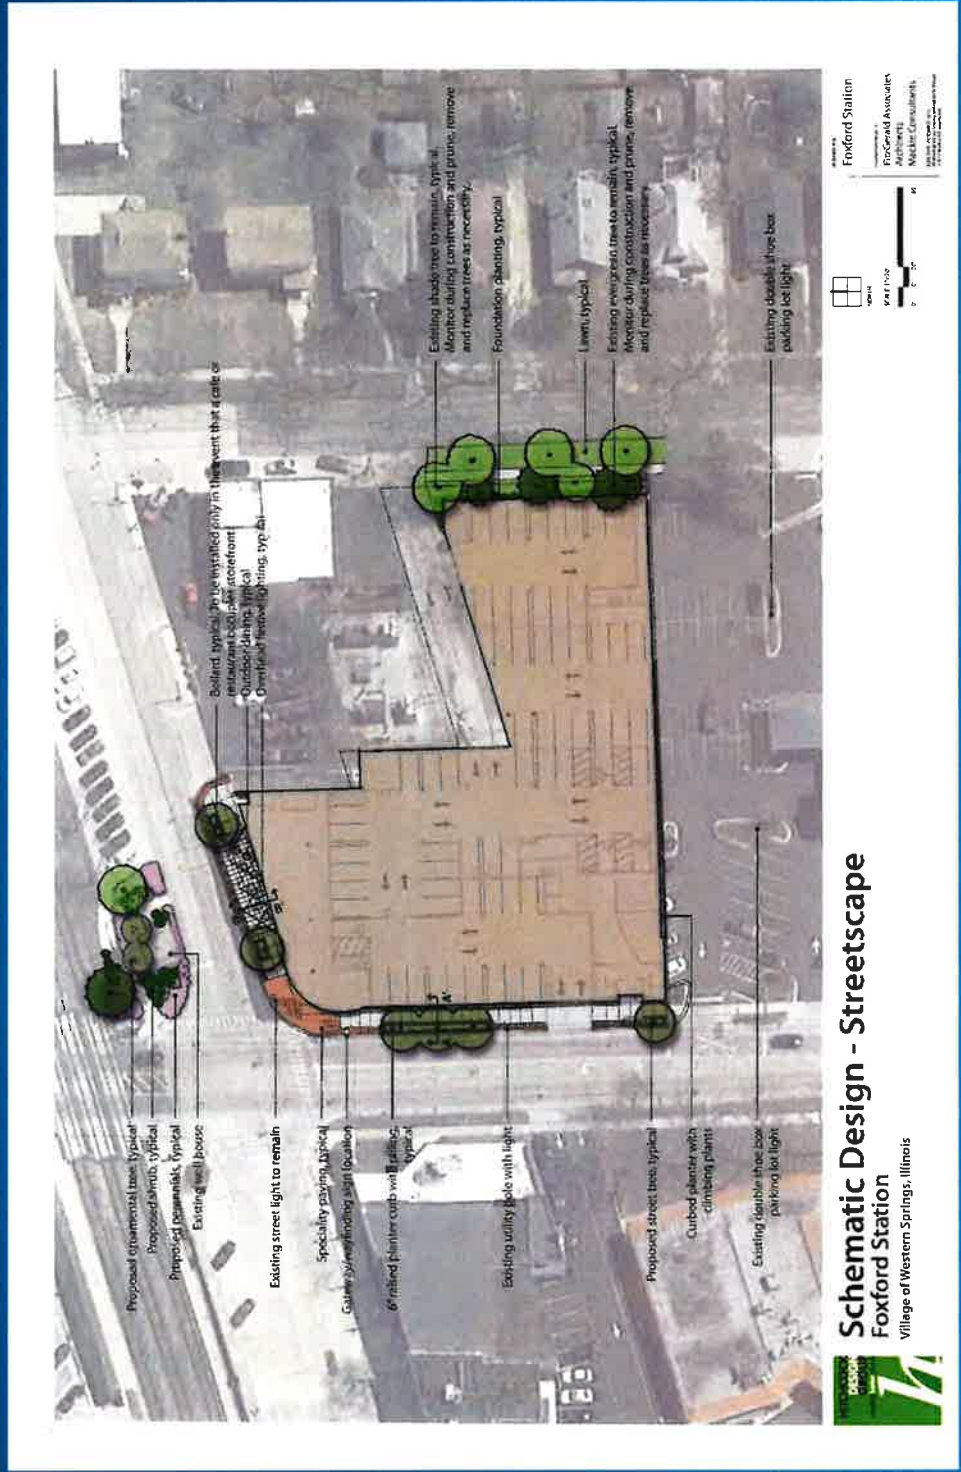 Proposed ornamental tree, typical
Proposed shrub, typical
Proposed perennials, typical
Existing well house
Existing street light to remain
Speciality paving, typical
Gateway/wayfinding sign location
6" raised planter curb with railing,
typical
Existing utility pole with light
Proposed street tree, typical
Curbed planter with
climbing plants
Existing double shoe box
parking lot light
Bollard, typical. To be installed only in the event that a cafe or
restaurant occupies storefront
Outdoor dining, typical
Overhead festive lighting, typical
Existing shade tree to remain, typical.
Monitor during construction and prune, remove
and replace trees as necessary.
Foundation planting, typical
Lawn, typical
Existing evergreen tree to remain, typical.
Monitor during construction and prune, remove
and replace trees as necessary.
Existing double shoe box
parking lot light
A'
B'
DESIGN
Schematic Design - Streetscape
Foxford Station
Village of Western Springs, Illinois
NORTH
Foxford Station
FitzGerald Associates
Architects
Mackie Consultants